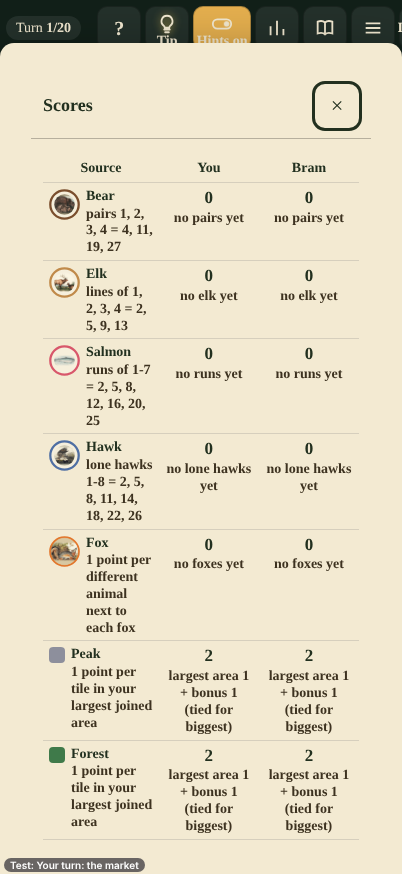 Turn 1/20
?
Tip
Hints on
Scores
×
Source You Bram
Bear
pairs 1, 2,
3, 4 = 4, 11,
19, 27
0
no pairs yet
0
no pairs yet
Elk
lines of 1,
2, 3, 4 = 2,
5, 9, 13
0
no elk yet
0
no elk yet
Salmon
runs of 1-7
= 2, 5, 8,
12, 16, 20,
25
0
no runs yet
0
no runs yet
Hawk
lone hawks
1-8 = 2, 5,
8, 11, 14,
18, 22, 26
0
no lone hawks
yet
0
no lone hawks
yet
Fox
1 point per
different
animal
next to
each fox
0
no foxes yet
0
no foxes yet
Peak
1 point per
tile in your
largest joined
area
2
largest area 1
+ bonus 1
(tied for
biggest)
2
largest area 1
+ bonus 1
(tied for
biggest)
Forest
1 point per
tile in your
largest joined
area
2
largest area 1
+ bonus 1
(tied for
biggest)
2
largest area 1
+ bonus 1
(tied for
biggest)
Test: Your turn: the market